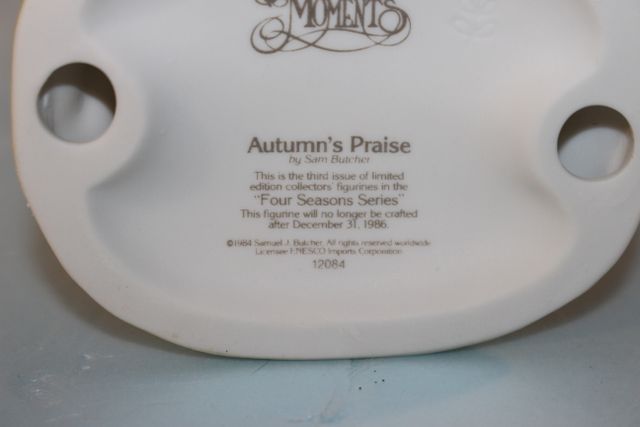 MOMENTS
Autumn's Praise
by Sam Butcher
This is the third issue of limited
edition collectors' figurines in the
"Four Seasons Series"
This figurine will no longer be crafted
after December 31, 1986.
©1984 Samuel J. Butcher. All rights reserved worldwide
Licensee ENESCO Imports Corporation
12084